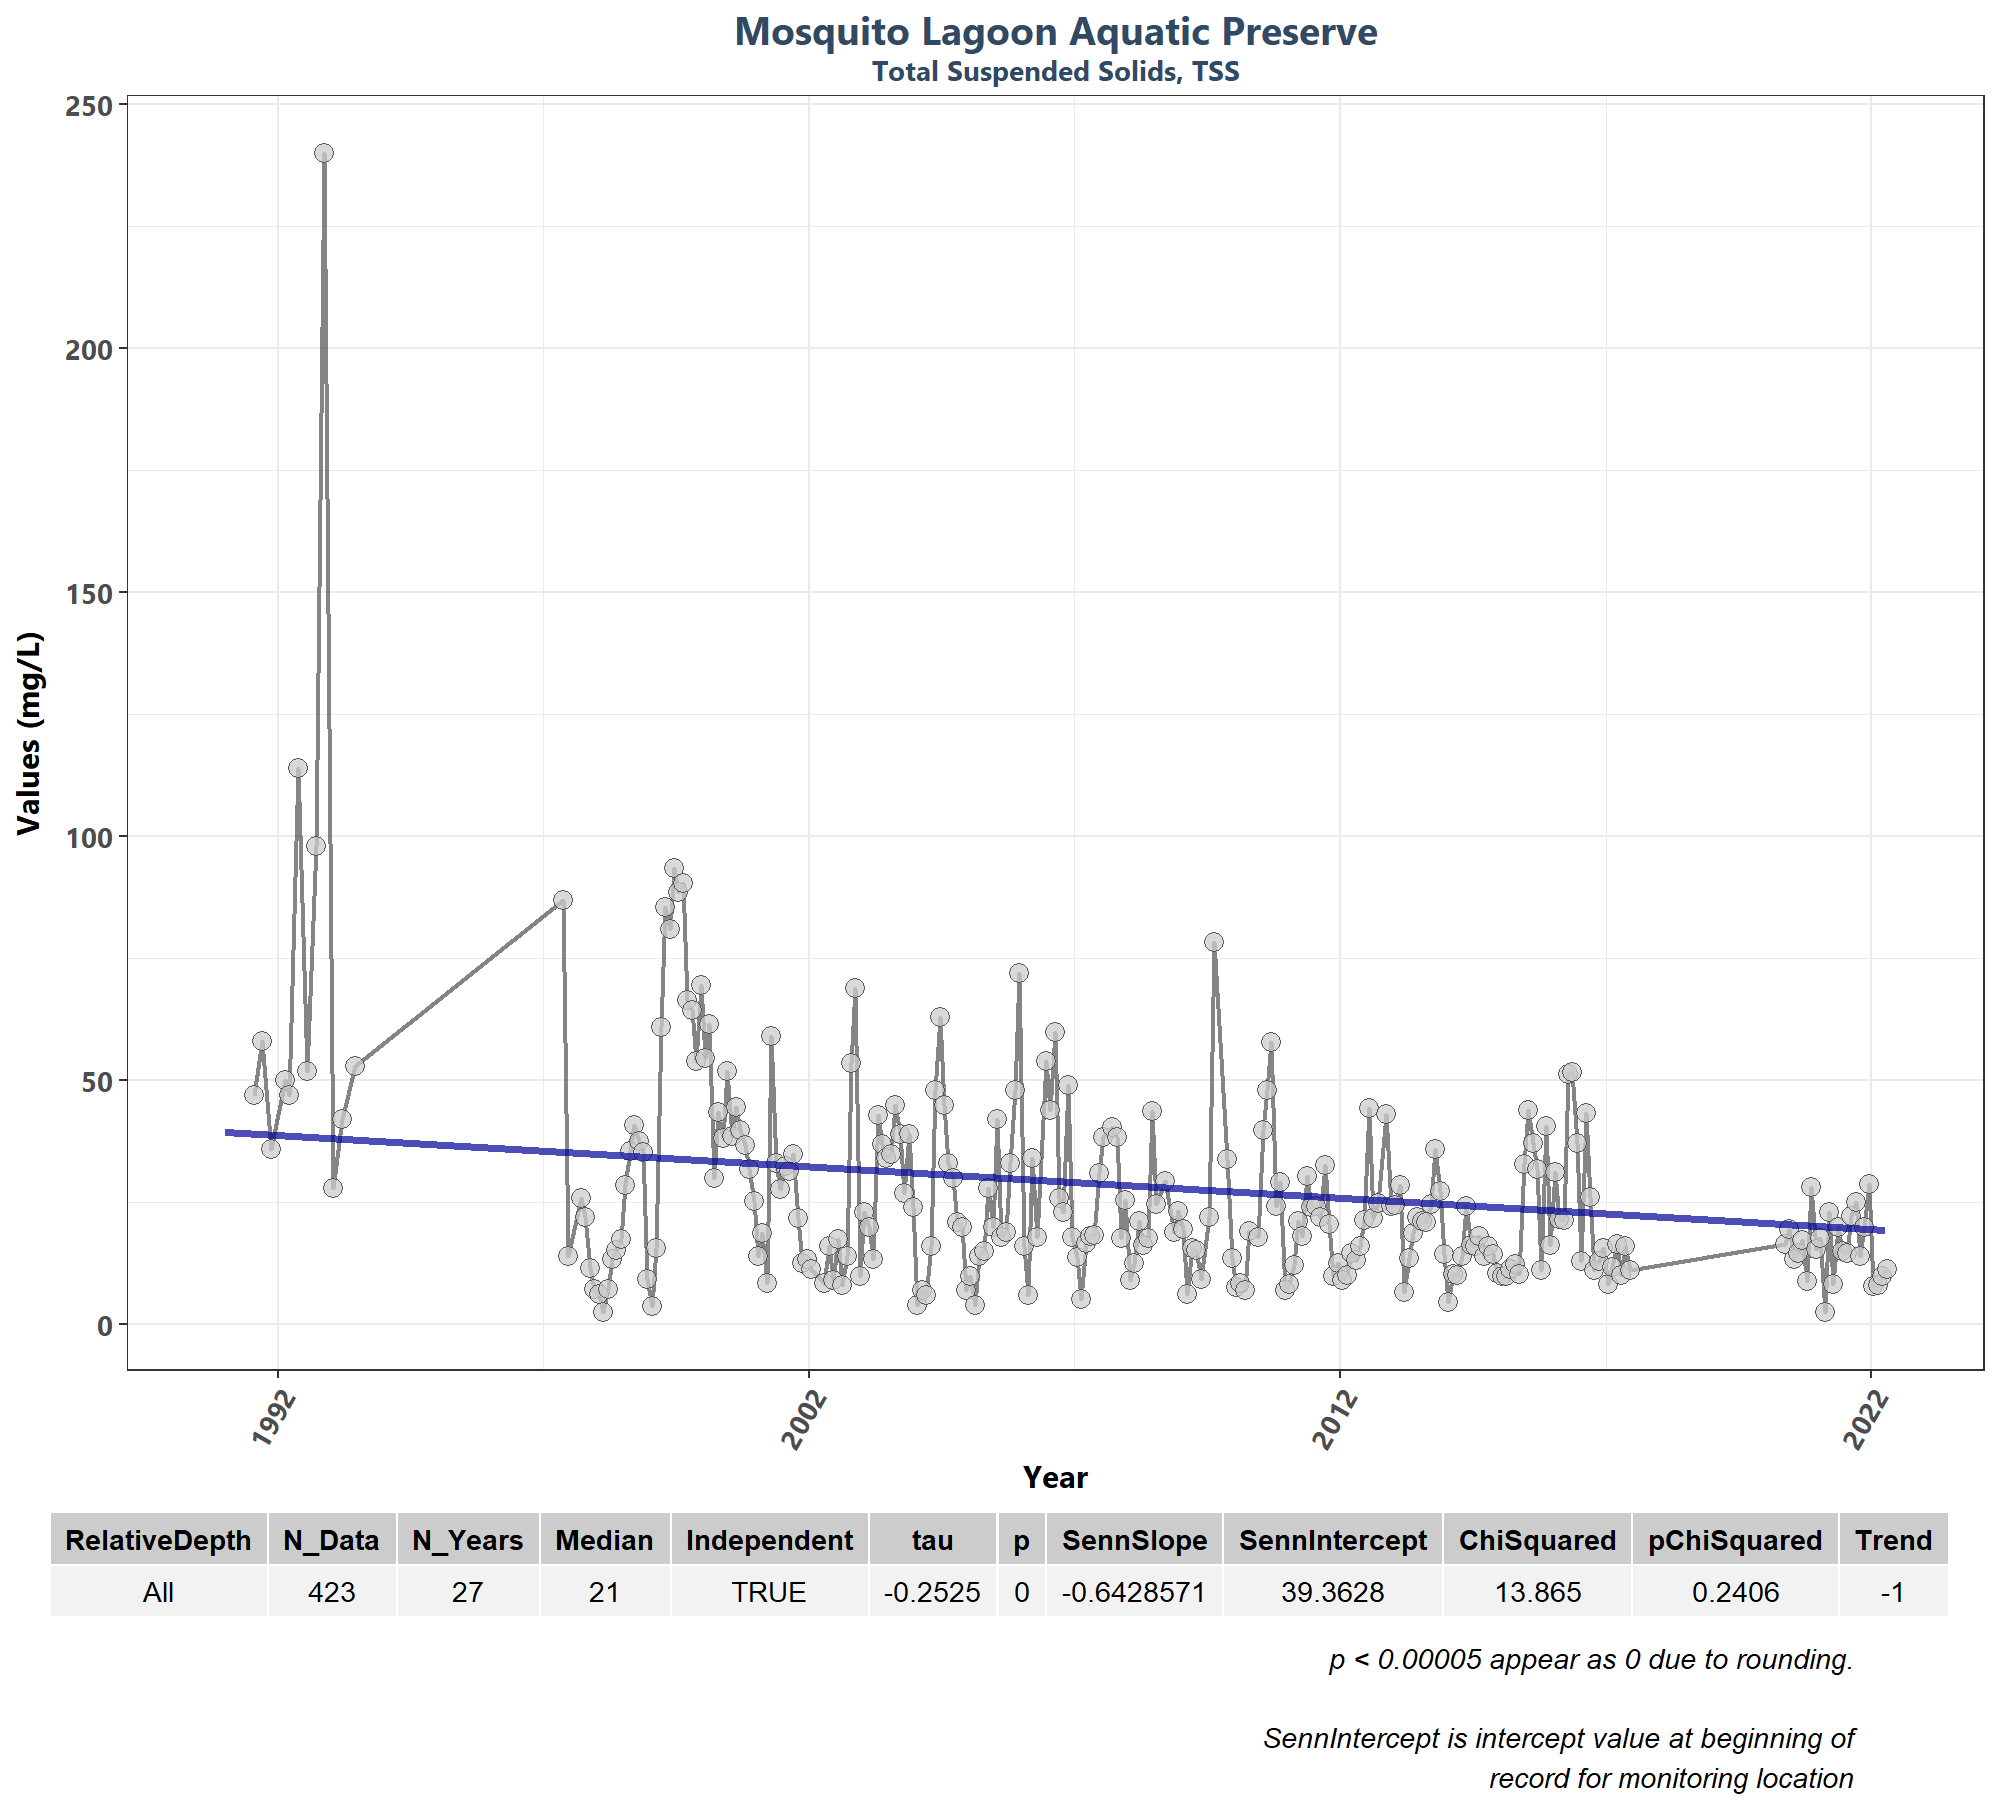 Mosquito Lagoon Aquatic Preserve
Total Suspended Solids, TSS
250
200
150
100
50
0
Values (mg/L)
1992
2002
2012
2022
Year
RelativeDepth N_Data N_Years Median Independent tau p SennSlope SennIntercept ChiSquared pChiSquared Trend
All 423 27 21 TRUE -0.2525 0 -0.6428571 39.3628 13.865 0.2406 -1
p < 0.00005 appear as 0 due to rounding.
SennIntercept is intercept value at beginning of
record for monitoring location